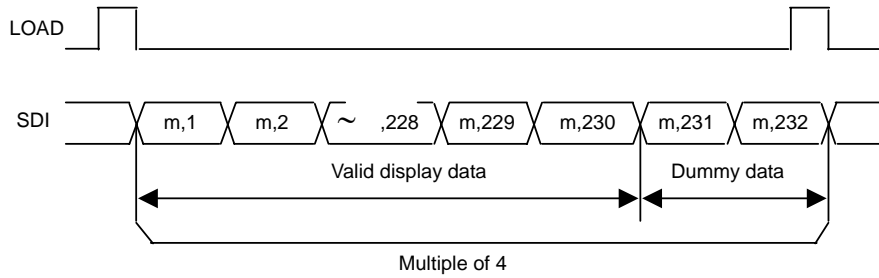 LOAD
SDI m,1 m,2 ~ ,228 m,229 m,230 m,231 m,232
Valid display data Dummy data
Multiple of 4